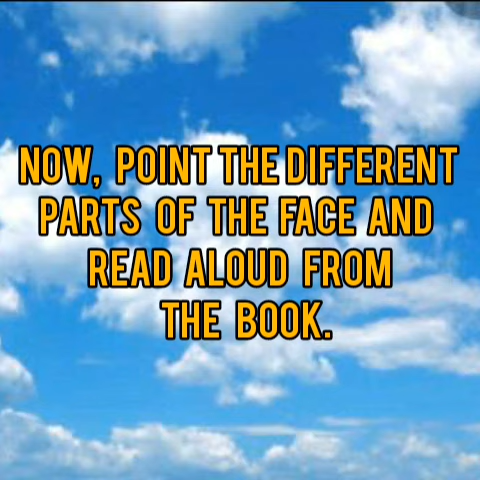 NOW, POINT THE DIFFERENT
PARTS OF THE FACE AND
READ ALOUD FROM
THE BOOK.